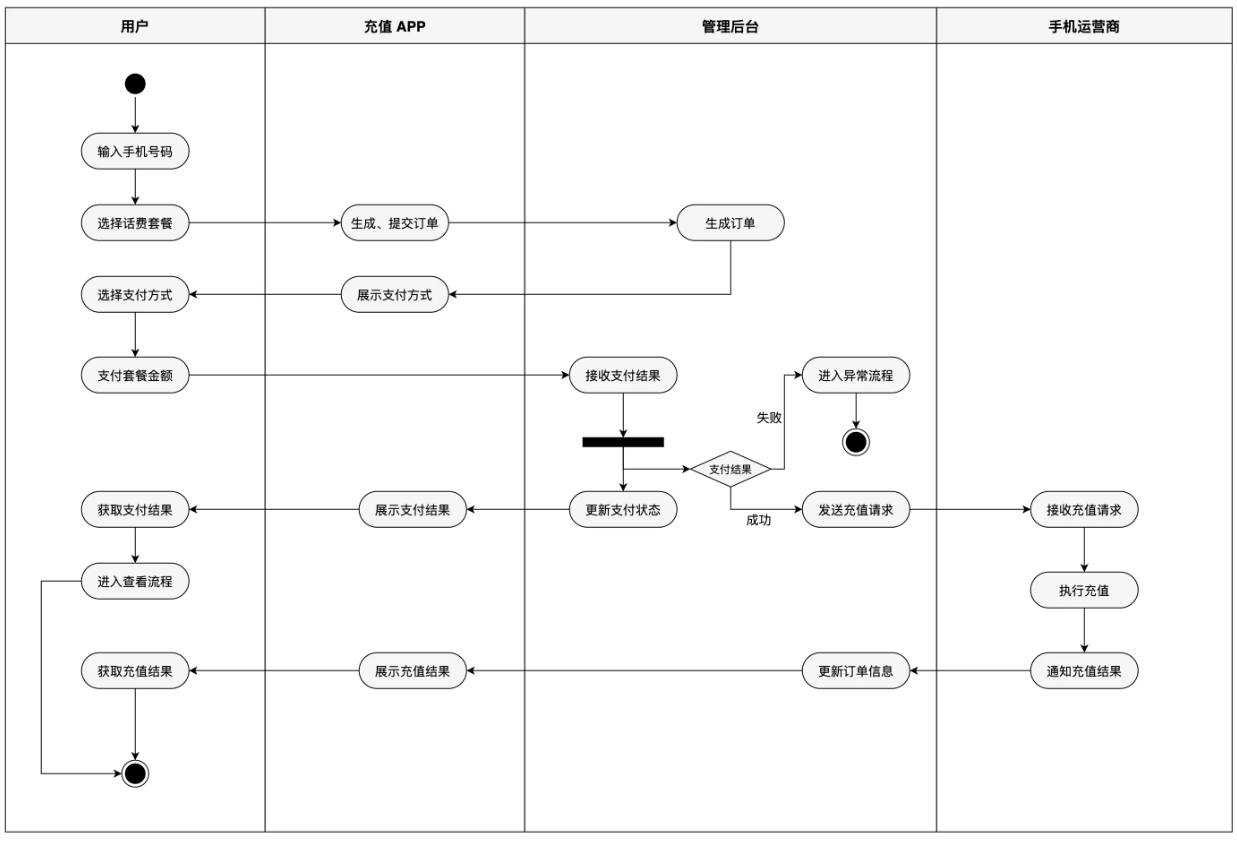 用户
充值 APP
管理后台
手机运营商
输入手机号码
选择话费套餐
生成、提交订单
生成订单
选择支付方式
展示支付方式
支付套餐金额
接收支付结果
进入异常流程
失败
支付结果
获取支付结果
展示支付结果
更新支付状态
成功
发送充值请求
接收充值请求
进入查看流程
执行充值
获取充值结果
展示充值结果
更新订单信息
通知充值结果